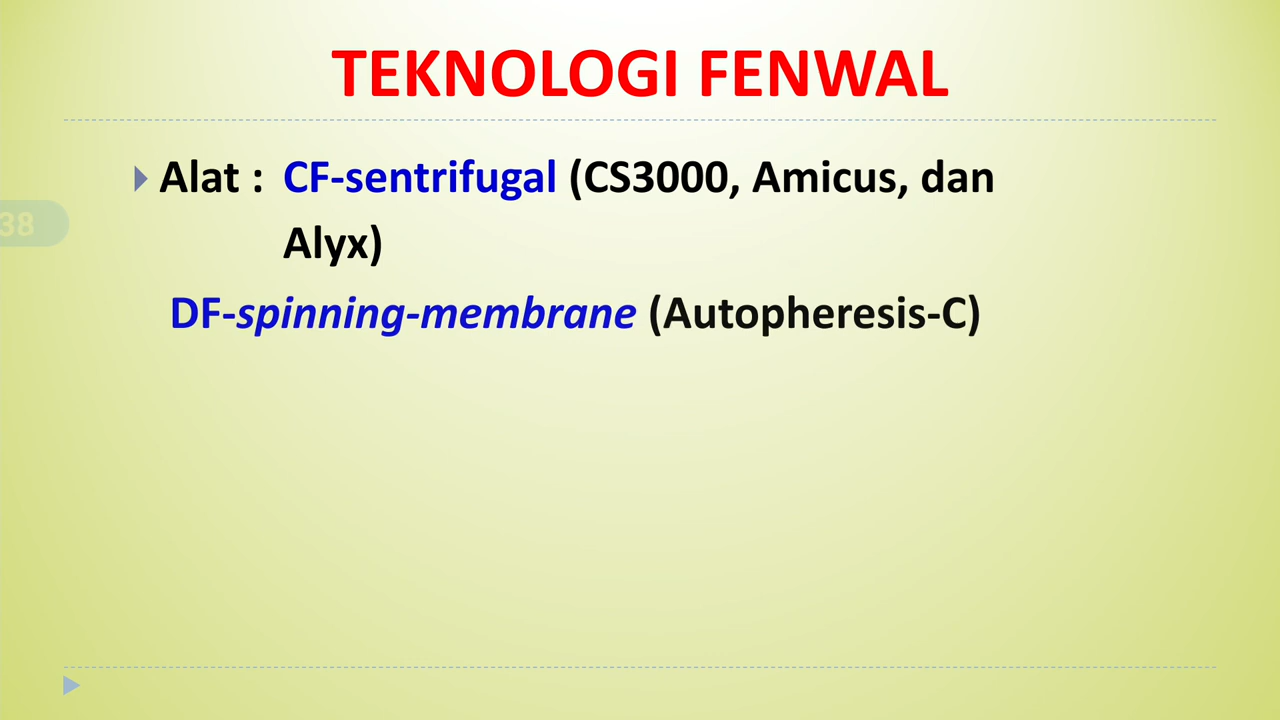 TEKNOLOGI FENWAL
Alat : CF-sentrifugal (CS3000, Amicus, dan
Alyx)
38
DF-spinning-membrane (Autopheresis-C)